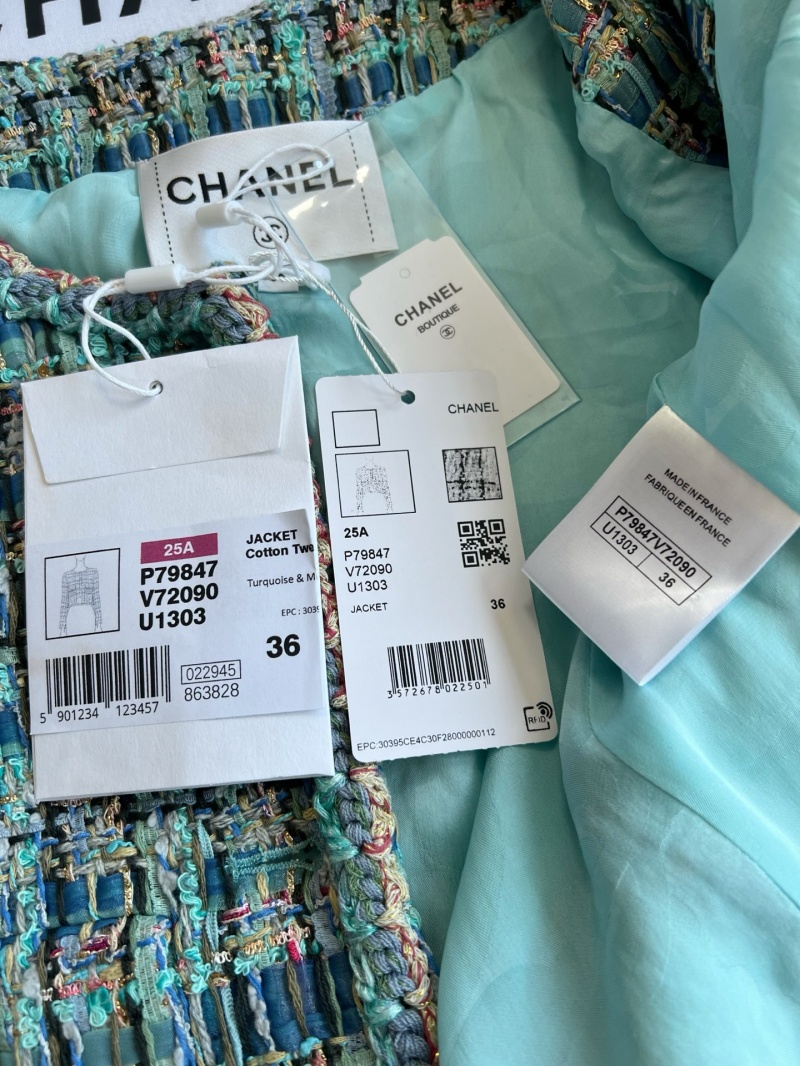 CHANEL
CHANEL
BOUTIQUE
25A
P79847
V72090
U1303
JACKET
Cotton Twe
Turquoise & M
EPC : 3039
36
022945
863828
5 901234 123457
CHANEL
25A
P79847
V72090
U1303
JACKET
36
3 572678 022501
RFID
EPC:30395CE4C30F28000000112
MADE IN FRANCE
FABRIQUE EN FRANCE
P79847V72090
U1303 36